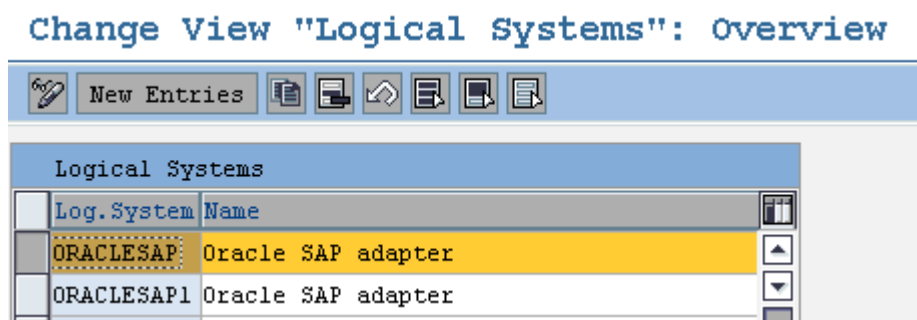 Change View "Logical Systems": Overview
New Entries
Logical Systems
Log.System Name
ORACLESAP Oracle SAP adapter
ORACLESAP1 Oracle SAP adapter